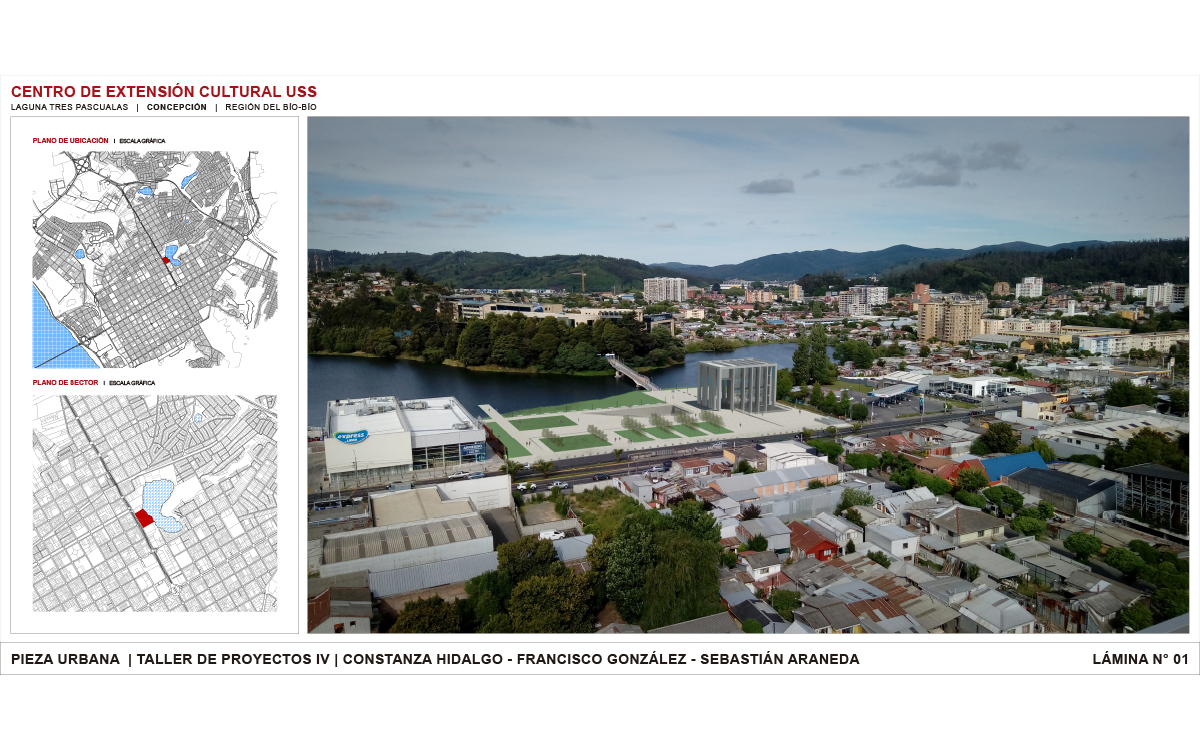 CENTRO DE EXTENSIÓN CULTURAL USS
LAGUNA TRES PASCUALAS | CONCEPCIÓN | REGIÓN DEL BÍO-BÍO
PLANO DE UBICACIÓN | ESCALA GRÁFICA
PLANO DE SECTOR | ESCALA GRÁFICA
express
PIEZA URBANA | TALLER DE PROYECTOS IV | CONSTANZA HIDALGO - FRANCISCO GONZÁLEZ - SEBASTIÁN ARANEDA
LÁMINA N° 01